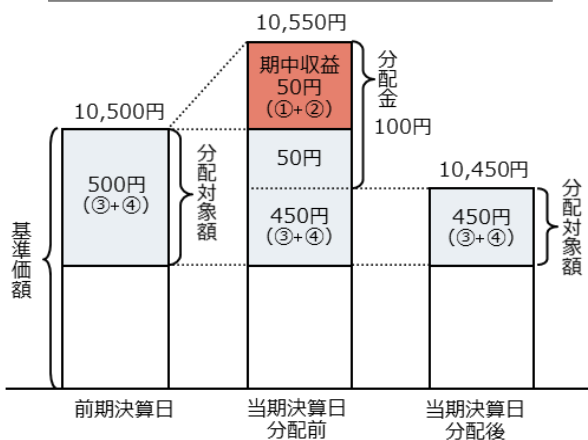 10,550円
期中収益
50円
(①+②)
分配金
100円
10,500円
500円
(③+④)
分配対象額
50円
450円
(③+④)
10,450円
450円
(③+④)
分配対象額
基準価額
前期決算日
当期決算日
分配前
当期決算日
分配後